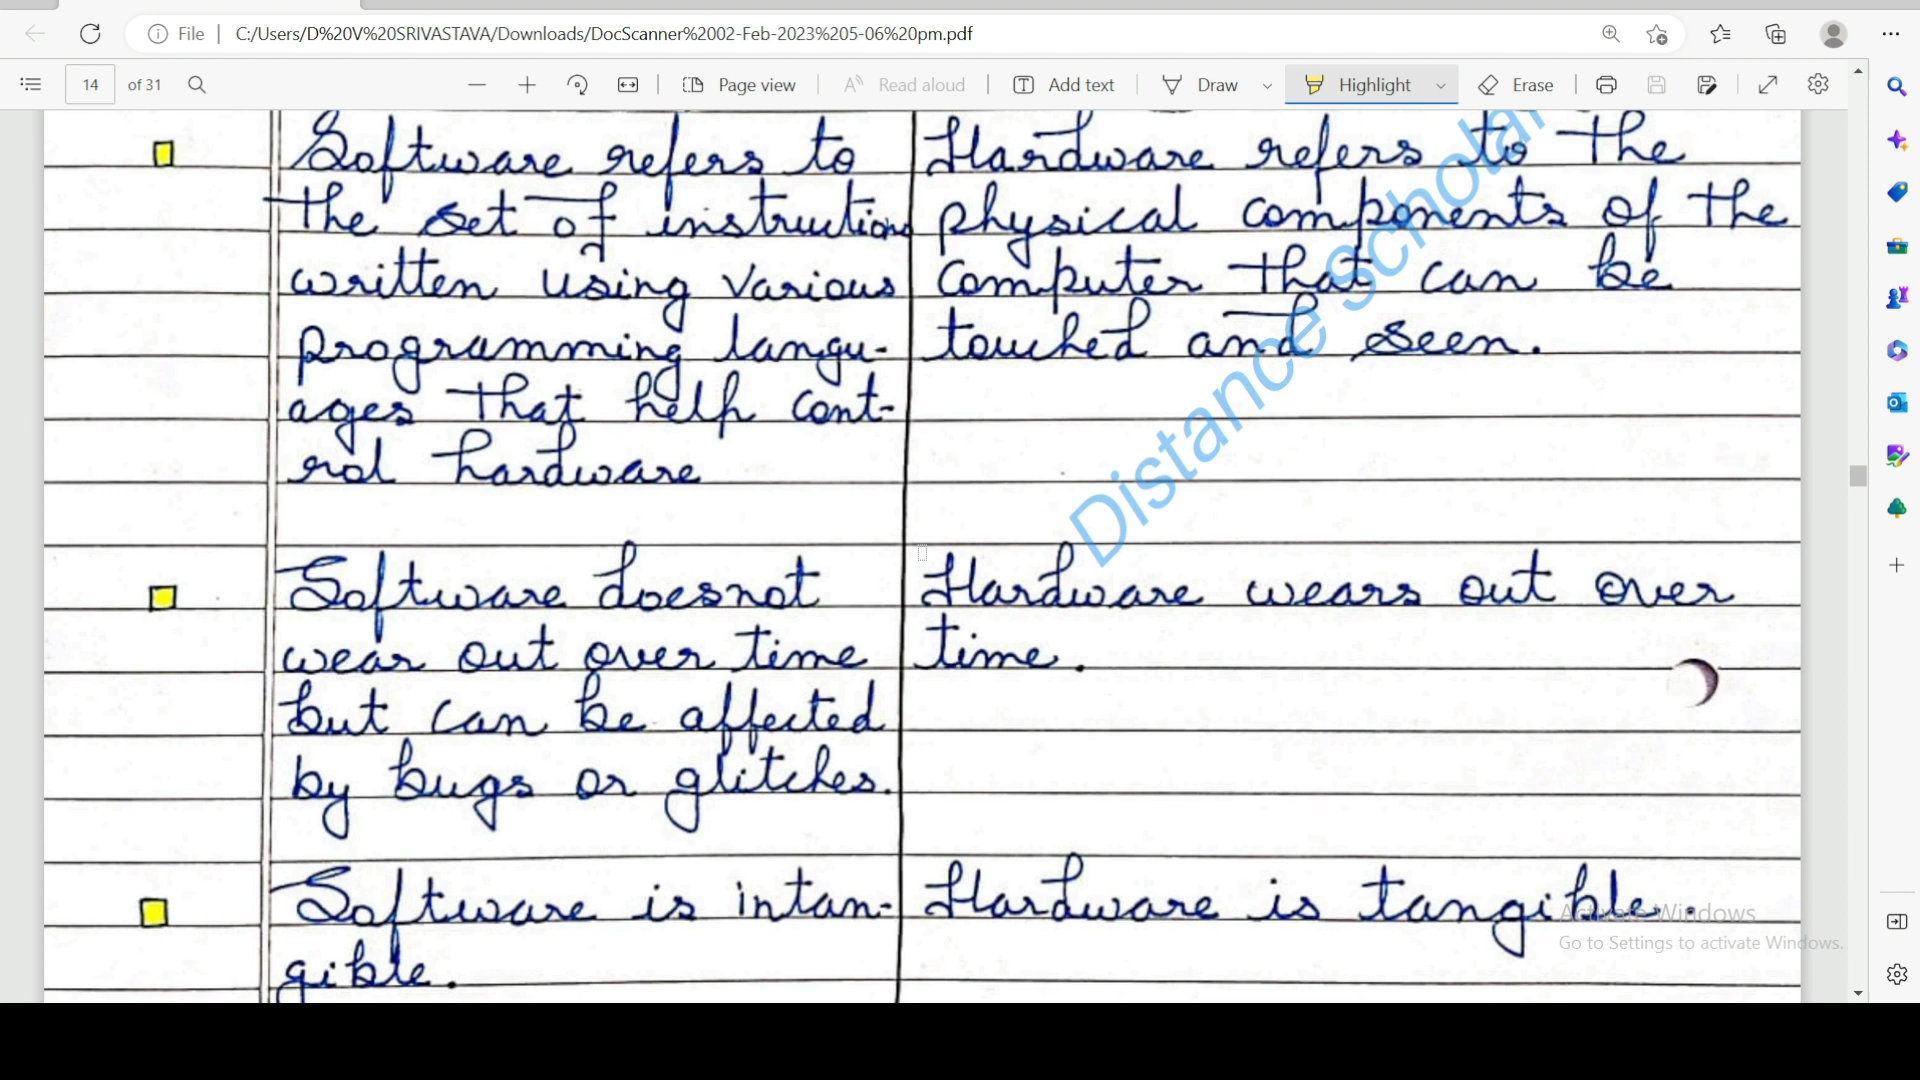 File
C:/Users/D%20V%20SRIVASTAVA/Downloads/DocScanner%2002-Feb-2023%205-06%20pm.pdf
14 of 31
Page view
Read aloud
Add text
Draw
Highlight
Erase
Software refers to
the set of instructions
written using various
programming langu-
ages that help cont-
rol hardware
Hardware refers to the
physical components of the
computer that can be
touched and seen.
Software doesnot
wear out over time
but can be affected
by bugs or glitches.
Hardware wears out over
time.
Software is intan-
gible.
Hardware is tangible
Distance Scholar
Activate Windows
Go to Settings to activate Windows.